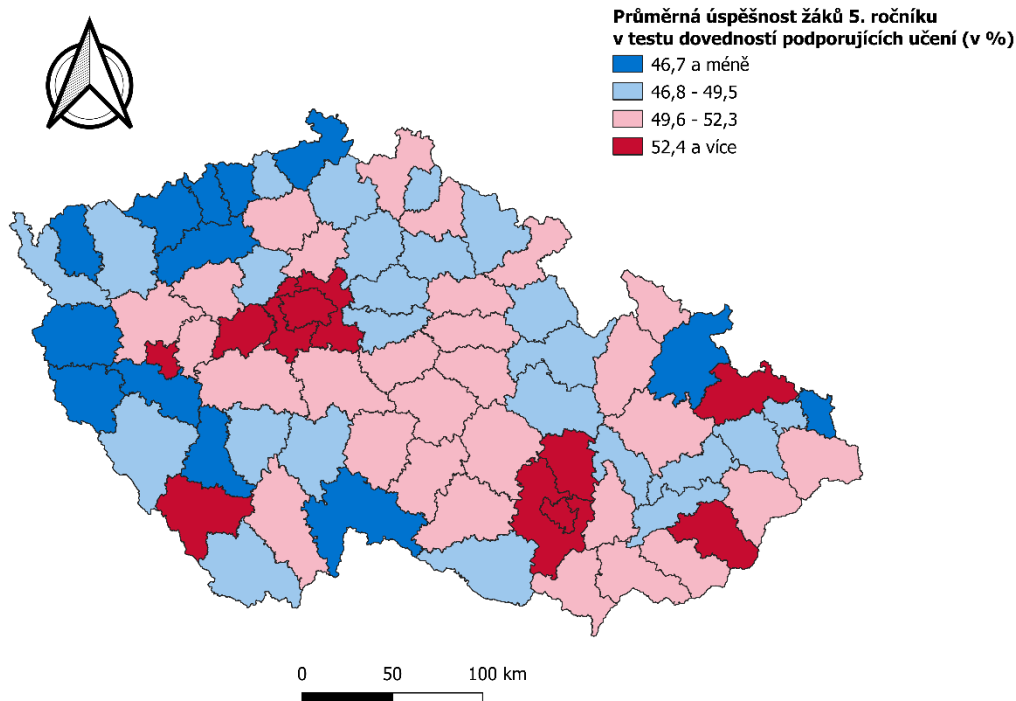 Průměrná úspěšnost žáků 5. ročníku
v testu dovedností podporujících učení (v %)
46,7 a méně
46,8 - 49,5
49,6 - 52,3
52,4 a více
0 50 100 km